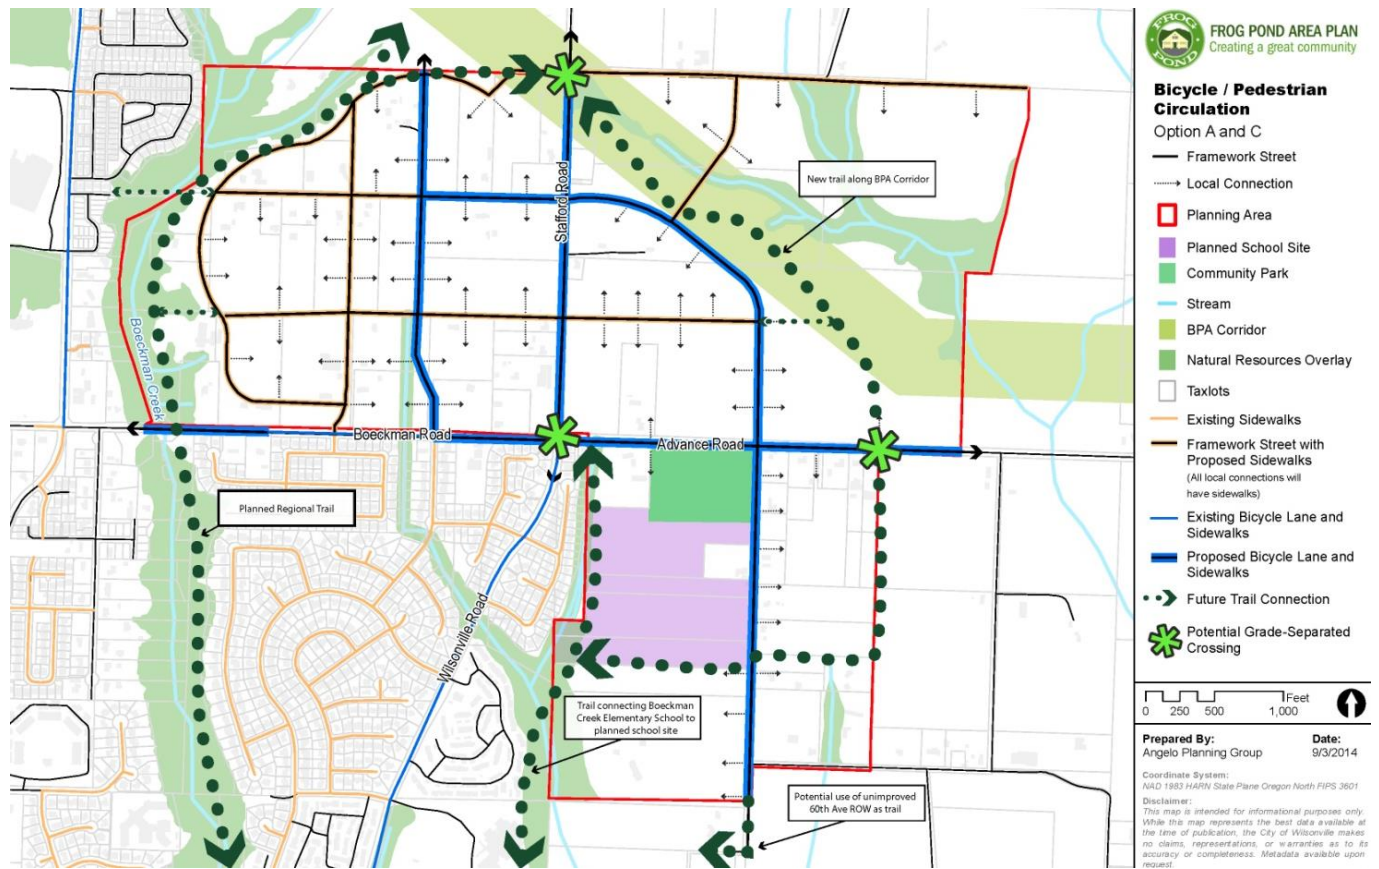 FROG POND
FROG POND AREA PLAN
Creating a great community
Bicycle / Pedestrian
Circulation
Option A and C
Framework Street
Local Connection
Planning Area
Planned School Site
Community Park
Stream
BPA Corridor
Natural Resources Overlay
Taxlots
Existing Sidewalks
Framework Street with
Proposed Sidewalks
(All local connections will
have sidewalks)
Existing Bicycle Lane and
Sidewalks
Proposed Bicycle Lane and
Sidewalks
Future Trail Connection
Potential Grade-Separated
Crossing
Feet
0 250 500 1,000
Prepared By: Date:
Angelo Planning Group 9/3/2014
Coordinate System:
NAD 1983 HARN State Plane Oregon North FIPS 3601
Disclaimer:
This map is intended for informational purposes only.
While this map represents the best data available at
the time of publication, the City of Wilsonville makes
no claims, representations, or warranties as to its
accuracy or completeness. Metadata available upon
request.
New trail along BPA Corridor
Stafford Road
Boeckman Creek
Boeckman Road
Advance Road
Planned Regional Trail
Wilsonville Road
Trail connecting Boeckman
Creek Elementary School to
planned school site
Potential use of unimproved
60th Ave ROW as trail